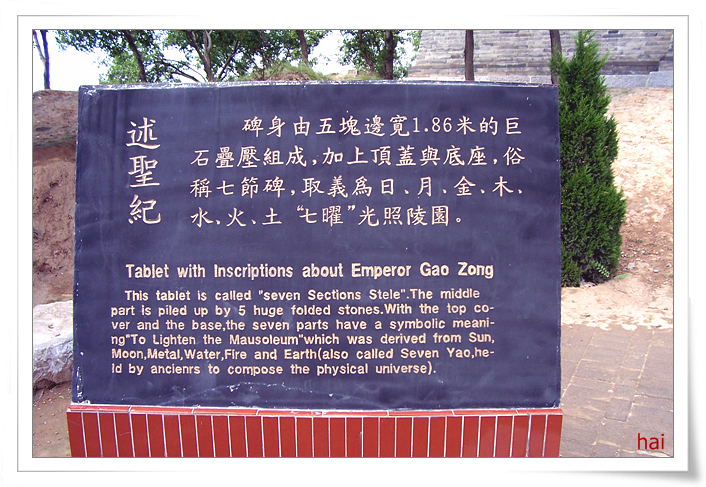 述聖紀
碑身由五塊邊寬1.86米的巨
石疊壓組成,加上頂蓋與底座,俗
稱七節碑,取義為日、月、金、木、
水、火、土“七曜”光照陵園。
Tablet with Inscriptions about Emperor Gao Zong
This tablet is called "seven Sections Stele".The middle
part is piled up by 5 huge folded stones.With the top co-
ver and the base,the seven parts have a symbolic meani-
ng"To Lighten the Mausoleum"which was derived from Sun,
Moon,Metal,Water,Fire and Earth(also called Seven Yao,he-
ld by ancienrs to compose the physical universe).
hai